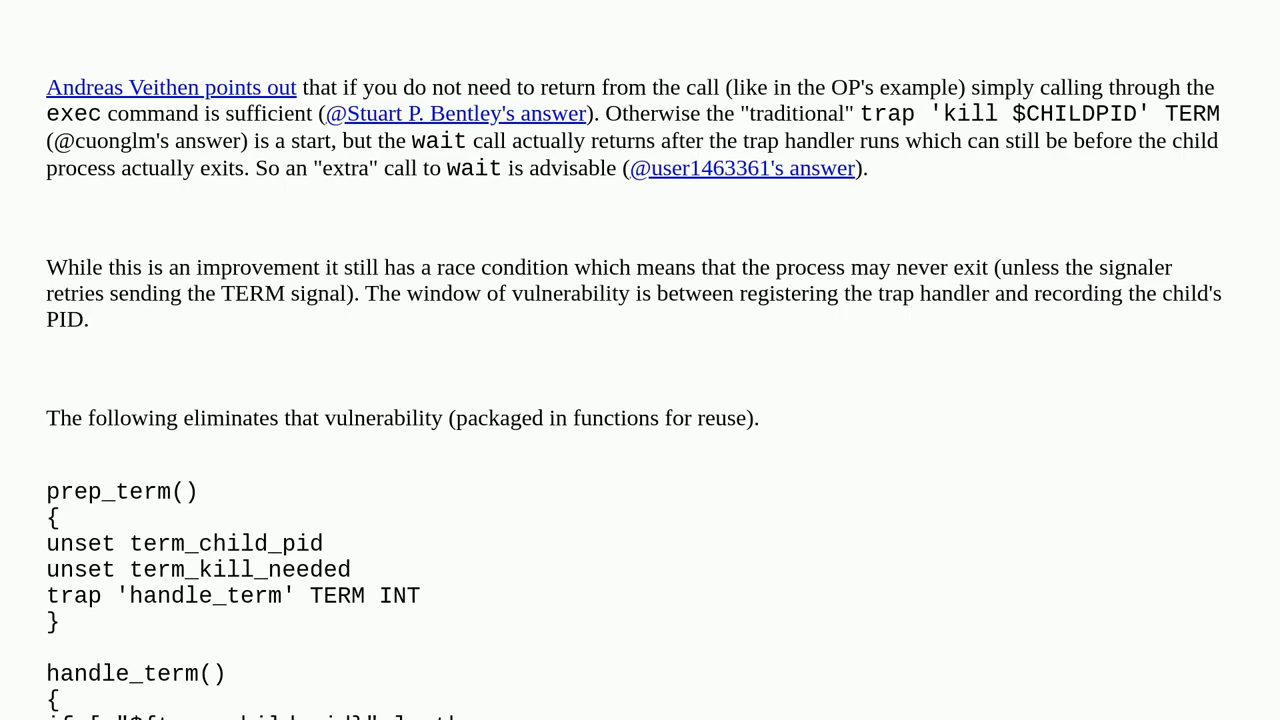 Andreas Veithen points out that if you do not need to return from the call (like in the OP's example) simply calling through the
exec command is sufficient (@Stuart P. Bentley's answer). Otherwise the "traditional" trap 'kill $CHILDPID' TERM
(@cuonglm's answer) is a start, but the wait call actually returns after the trap handler runs which can still be before the child
process actually exits. So an "extra" call to wait is advisable (@user1463361's answer).
While this is an improvement it still has a race condition which means that the process may never exit (unless the signaler
retries sending the TERM signal). The window of vulnerability is between registering the trap handler and recording the child's
PID.
The following eliminates that vulnerability (packaged in functions for reuse).
prep_term()
{
unset term_child_pid
unset term_kill_needed
trap 'handle_term' TERM INT
}
handle_term()
{